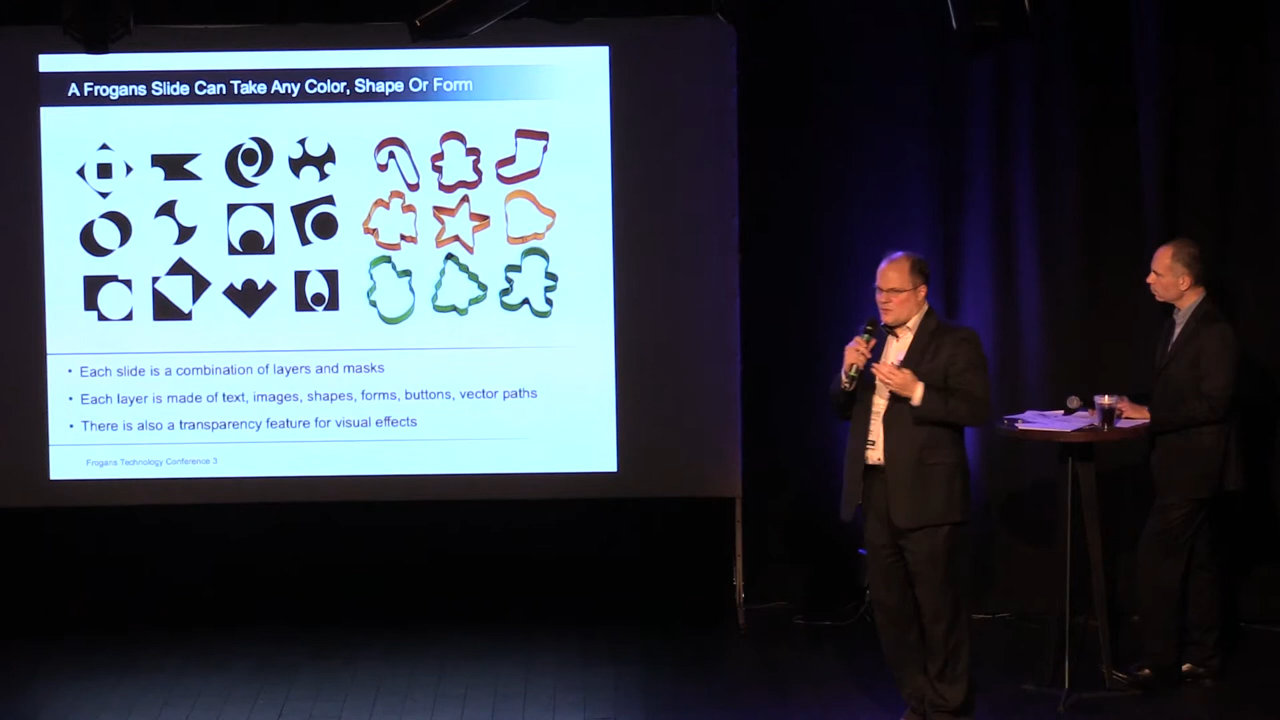 A Frogans Slide Can Take Any Color, Shape Or Form
• Each slide is a combination of layers and masks
• Each layer is made of text, images, shapes, forms, buttons, vector paths
• There is also a transparency feature for visual effects
Frogans Technology Conference 3